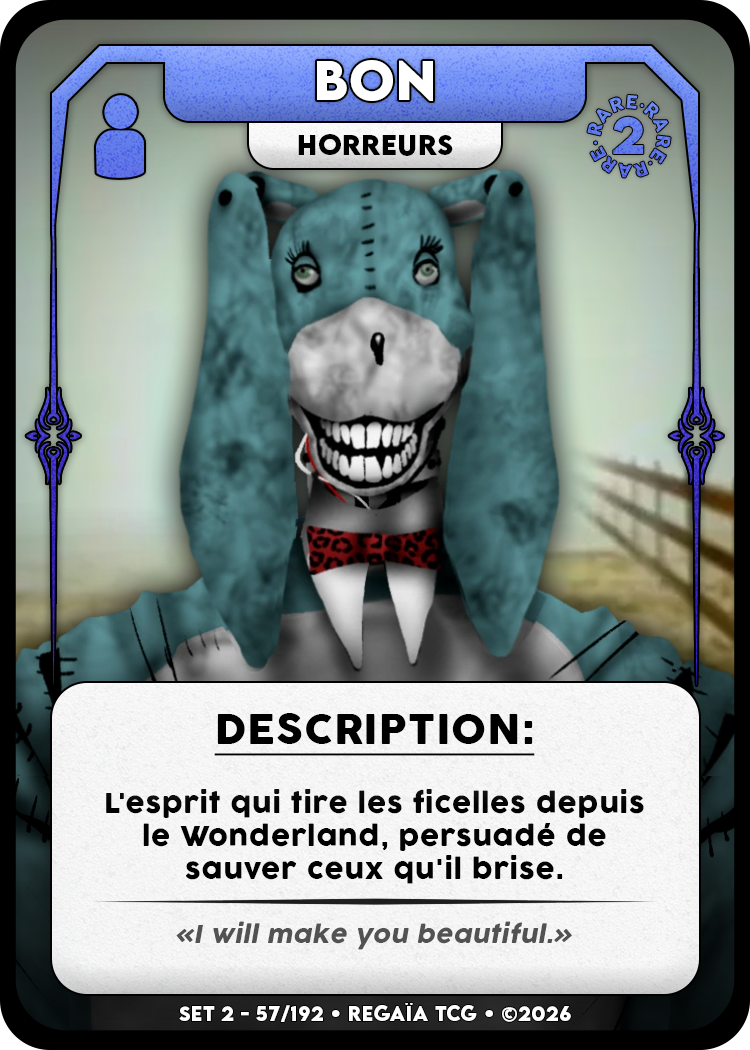 BON
HORREURS
RARE•RARE•RARE•RARE•
2
DESCRIPTION:
L'esprit qui tire les ficelles depuis
le Wonderland, persuadé de
sauver ceux qu'il brise.
«I will make you beautiful.»
SET 2 - 57/192 • REGAÏA TCG • ©2026